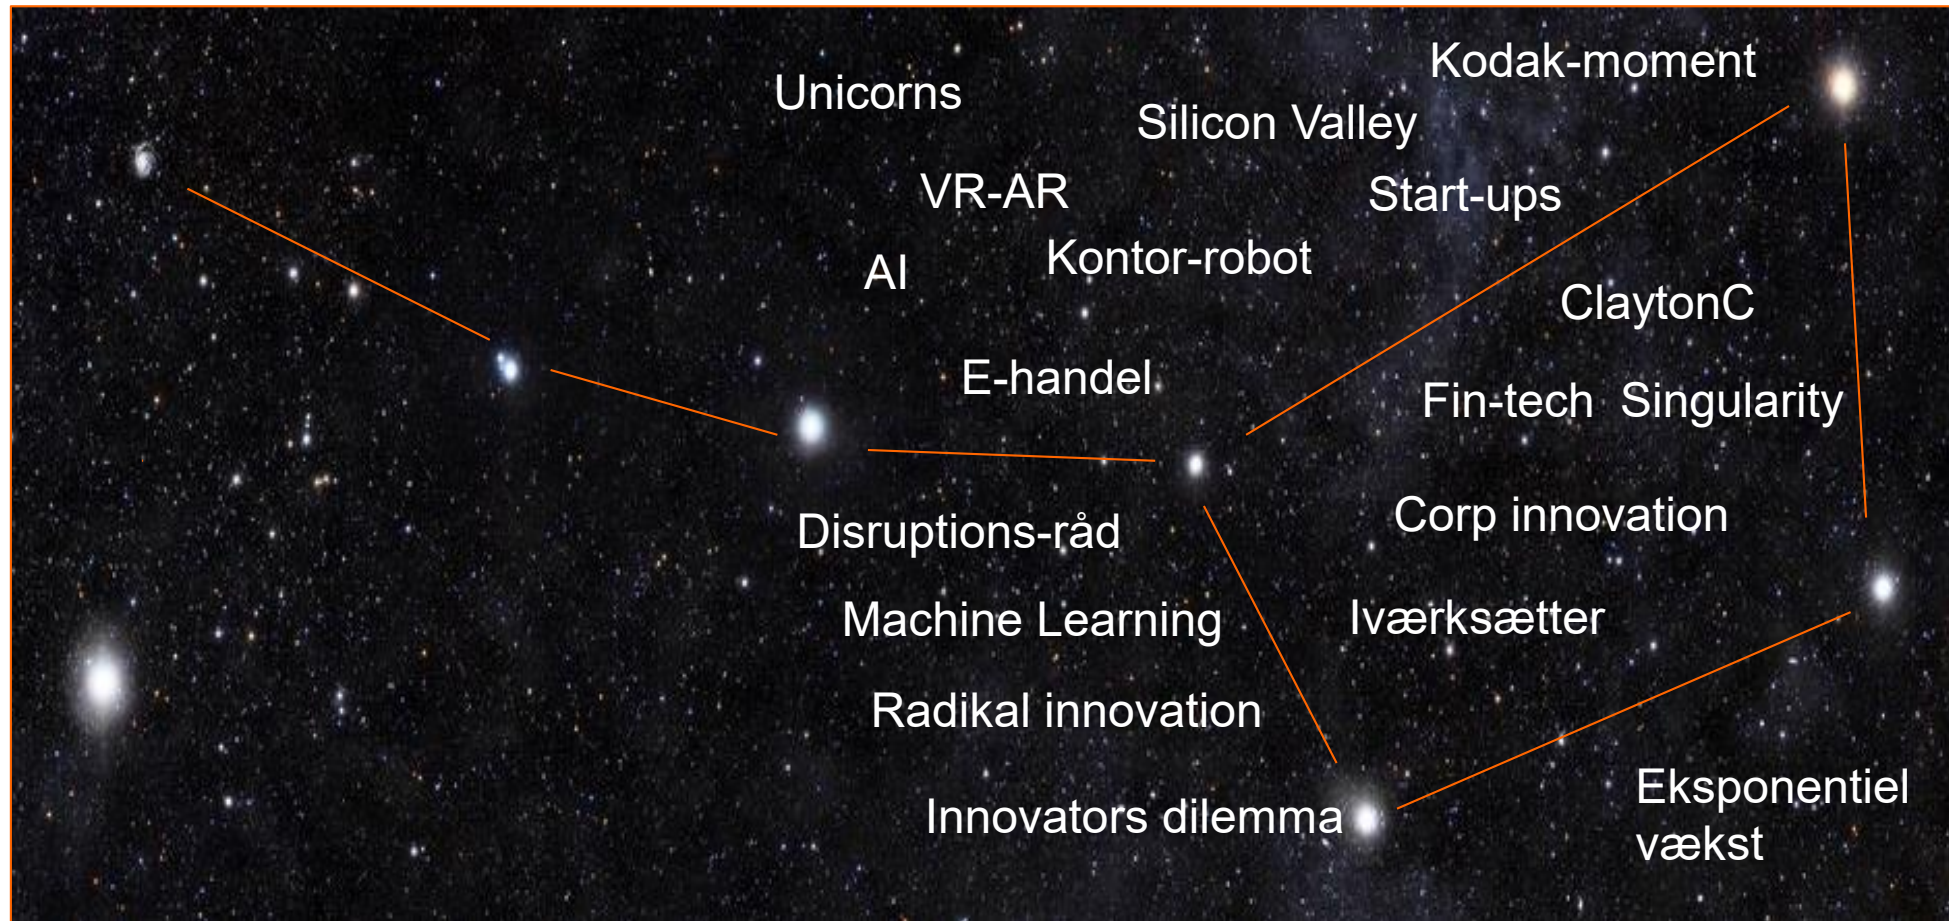 Kodak-moment
Unicorns
Silicon Valley
VR-AR
Start-ups
Kontor-robot
AI
ClaytonC
E-handel
Fin-tech Singularity
Corp innovation
Disruptions-råd
Machine Learning
Iværksætter
Radikal innovation
Innovators dilemma
Eksponentiel
vækst